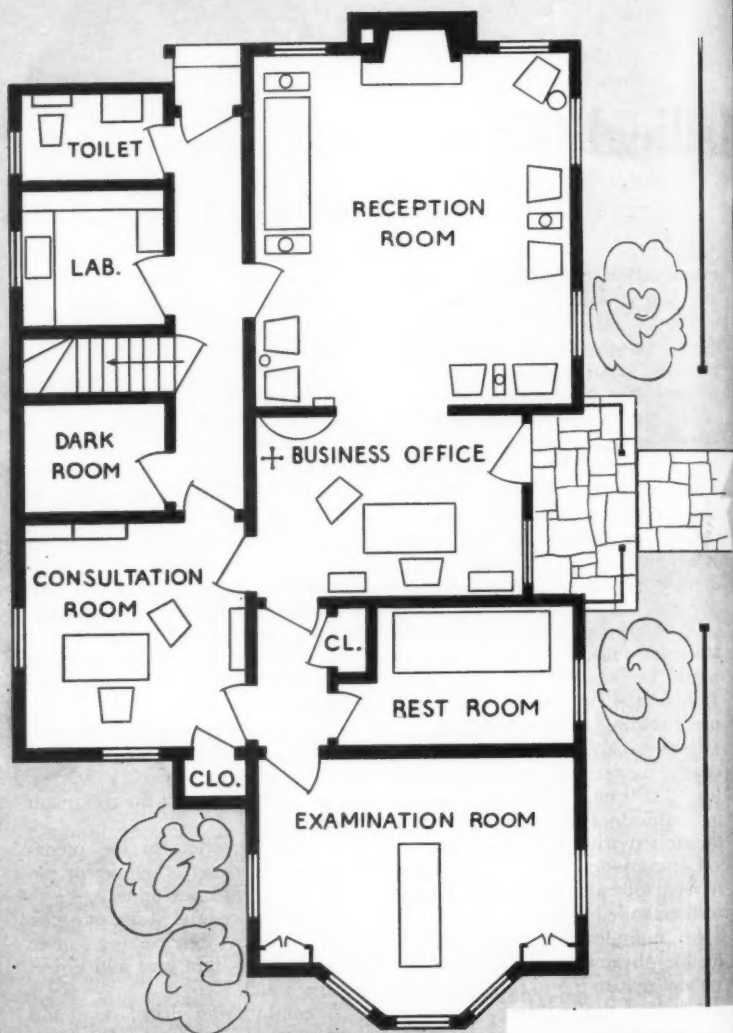 TOILET
RECEPTION
ROOM
LAB.
DARK
ROOM
BUSINESS OFFICE
CONSULTATION
ROOM
CL.
REST ROOM
CLO.
EXAMINATION ROOM